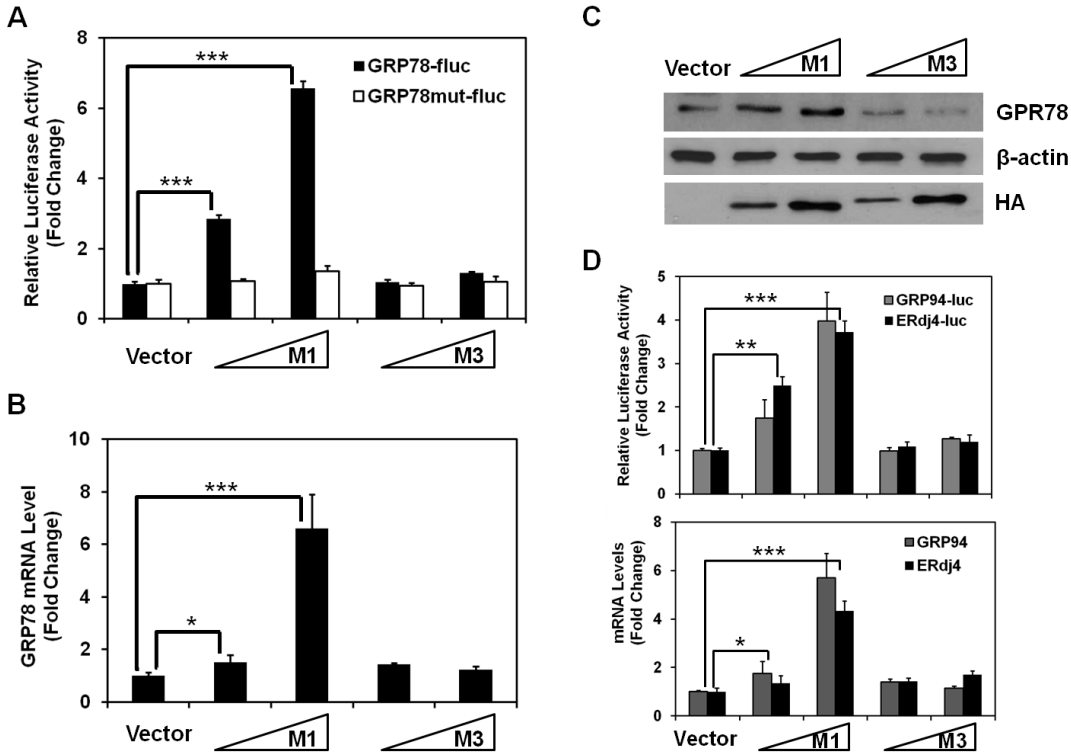 A
Relative Luciferase Activity
(Fold Change)
10
8
6
4
2
0
***
***
GRP78-fluc
GRP78mut-fluc
Vector
M1
M3
B
GRP78 mRNA Level
(Fold Change)
10
8
6
4
2
0
***
*
Vector
M1
M3
C
Vector
M1
M3
GPR78
β-actin
HA
D
Relative Luciferase Activity
(Fold Change)
5
4
3
2
1
0
***
**
GRP94-luc
ERdj4-luc
mRNA Levels
(Fold Change)
8
6
4
2
0
***
*
GRP94
ERdj4
Vector
M1
M3